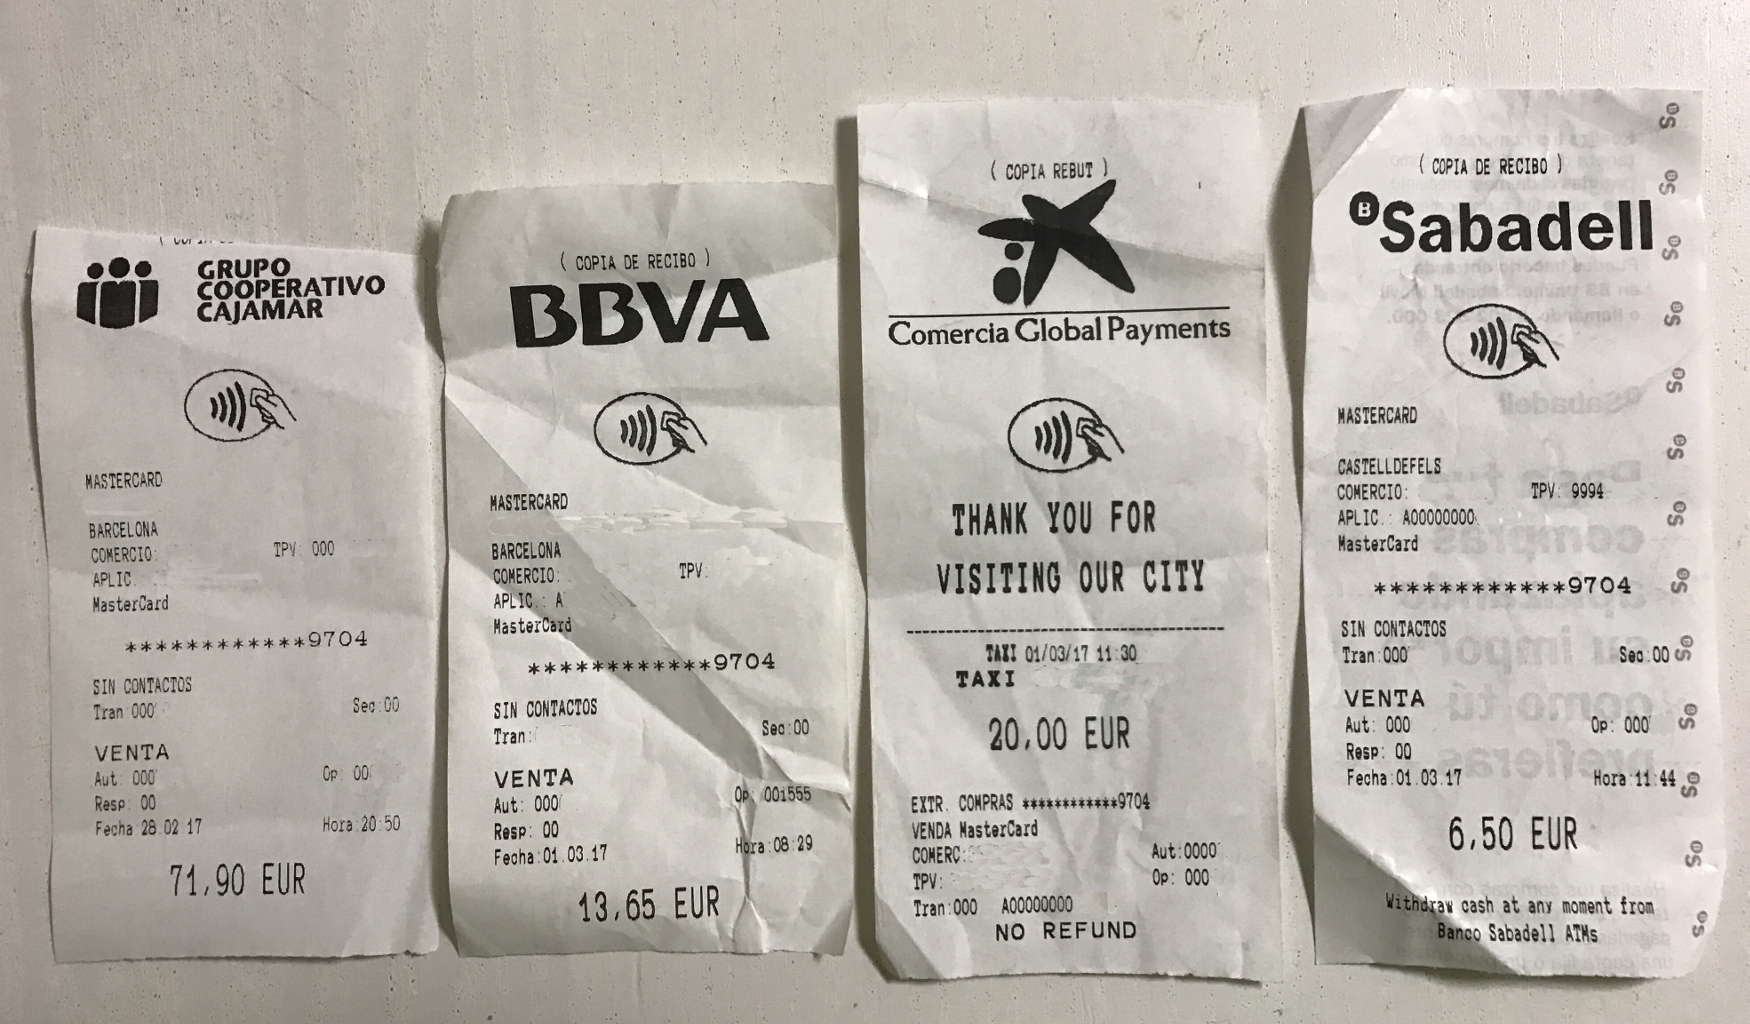 GRUPO
COOPERATIVO
CAJAMAR
MASTERCARD
BARCELONA
COMERCIO: TPV: 000
APLIC.
MasterCard
************9704
SIN CONTACTOS
Tran:000 Sec:00
VENTA
Aut: 000 Op: 00
Resp: 00
Fecha:28.02.17 Hora:20:50
71,90 EUR
( COPIA DE RECIBO )
BBVA
MASTERCARD
BARCELONA
COMERCIO: TPV:
APLIC.: A
MasterCard
************9704
SIN CONTACTOS
Tran: Sec:00
VENTA
Aut: 000 Op: 001555
Resp: 00
Fecha:01.03.17 Hora:08:29
13,65 EUR
( COPIA REBUT )
Comercia Global Payments
THANK YOU FOR
VISITING OUR CITY
TAXI 01/03/17 11:30
TAXI
20,00 EUR
EXTR. COMPRAS ************9704
VENDA MasterCard
COMERC: Aut:0000
TPV: Op: 000
Tran:000 A00000000
NO REFUND
( COPIA DE RECIBO )
B Sabadell
MASTERCARD
CASTELLDEFELS
COMERCIO: TPV: 9994
APLIC.: A00000000
MasterCard
************9704
SIN CONTACTOS
Tran:000 Sec:00
VENTA
Aut: 000 Op: 000
Resp: 00
Fecha:01.03.17 Hora:11:44
6,50 EUR
Withdraw cash at any moment from
Banco Sabadell ATMs